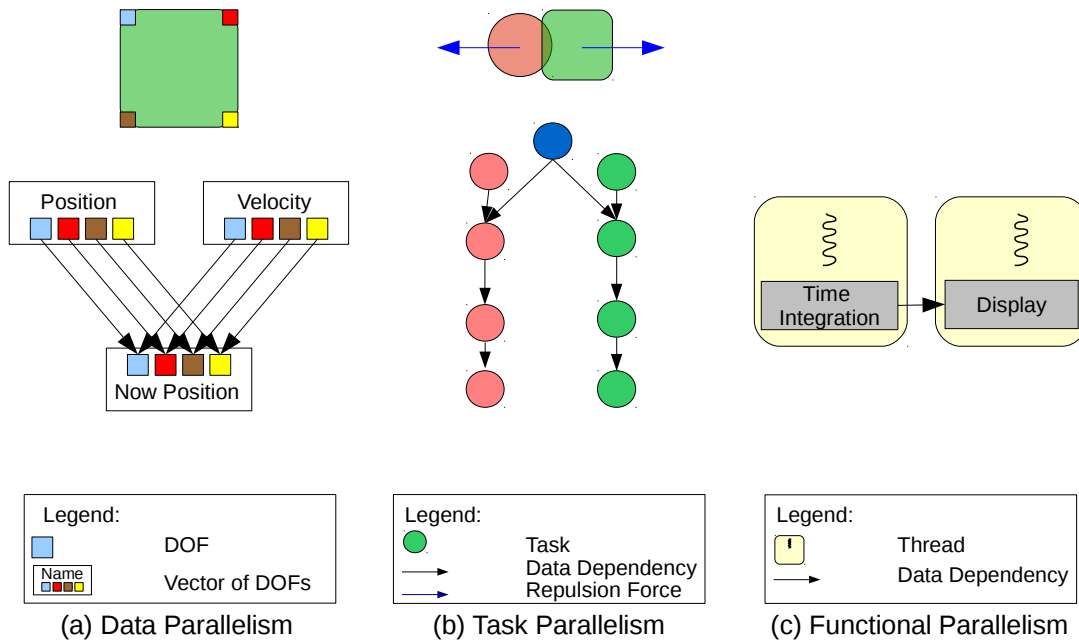 Position
Velocity
Now Position
Legend:
DOF
Name
Vector of DOFs
(a) Data Parallelism
Legend:
Task
Data Dependency
Repulsion Force
(b) Task Parallelism
Time
Integration
Display
Legend:
Thread
Data Dependency
(c) Functional Parallelism